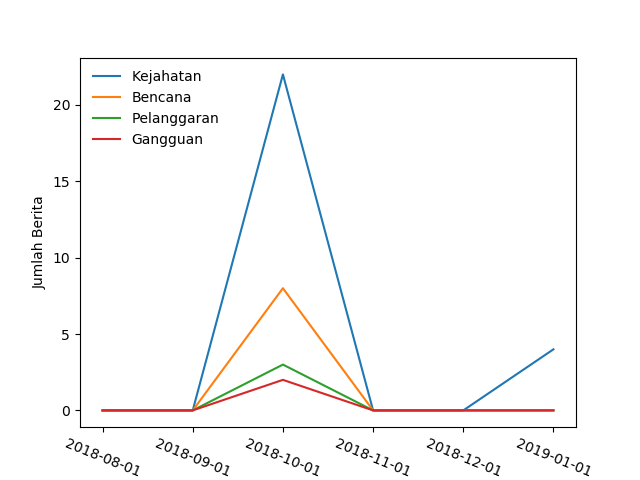 Kejahatan
Bencana
Pelanggaran
Gangguan
Jumlah Berita
20
15
10
5
0
2018-08-01
2018-09-01
2018-10-01
2018-11-01
2018-12-01
2019-01-01